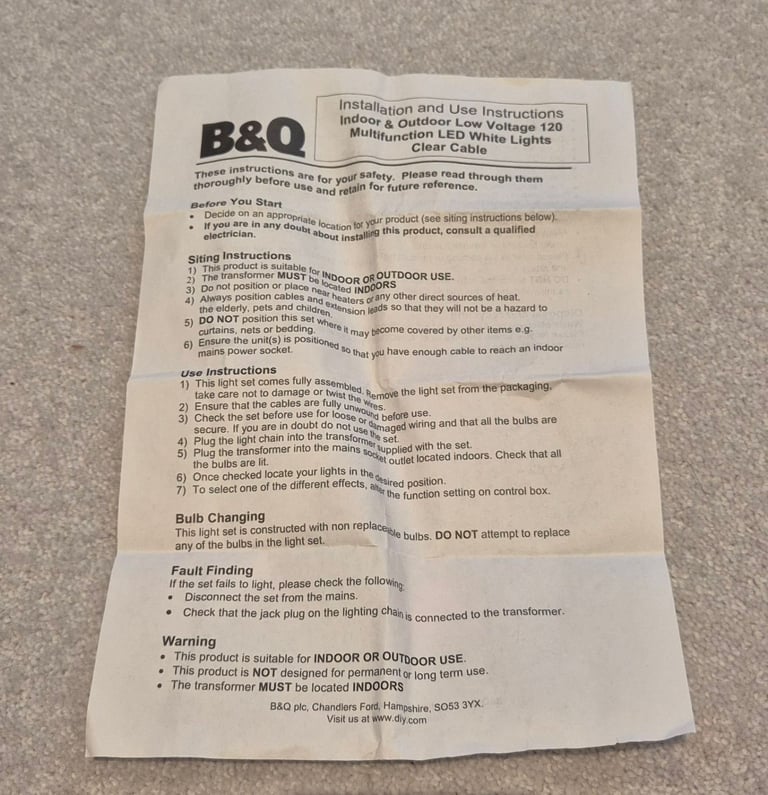 B&Q
Installation and Use Instructions
Indoor & Outdoor Low Voltage 120
Multifunction LED White Lights
Clear Cable
These instructions are for your safety. Please read through them
thoroughly before use and retain for future reference.
Before You Start
• Decide on an appropriate location for your product (see siting instructions below).
• If you are in any doubt about installing this product, consult a qualified
electrician.
Siting Instructions
1) This product is suitable for INDOOR OR OUTDOOR USE.
2) The transformer MUST be located INDOORS
3) Do not position or place near heaters or any other direct sources of heat.
4) Always position cables and extension leads so that they will not be a hazard to
the elderly, pets and children.
5) DO NOT position this set where it may become covered by other items e.g.
curtains, nets or bedding.
6) Ensure the unit(s) is positioned so that you have enough cable to reach an indoor
mains power socket.
Use Instructions
1) This light set comes fully assembled. Remove the light set from the packaging,
take care not to damage or twist the wires.
2) Ensure that the cables are fully unwound before use.
3) Check the set before use for loose or damaged wiring and that all the bulbs are
secure. If you are in doubt do not use the set.
4) Plug the light chain into the transformer supplied with the set.
5) Plug the transformer into the mains socket outlet located indoors. Check that all
the bulbs are lit.
6) Once checked locate your lights in the desired position.
7) To select one of the different effects, alter the function setting on control box.
Bulb Changing
This light set is constructed with non replaceable bulbs. DO NOT attempt to replace
any of the bulbs in the light set.
Fault Finding
If the set fails to light, please check the following:
• Disconnect the set from the mains.
• Check that the jack plug on the lighting chain is connected to the transformer.
Warning
• This product is suitable for INDOOR OR OUTDOOR USE.
• This product is NOT designed for permanent or long term use.
• The transformer MUST be located INDOORS
B&Q plc, Chandlers Ford, Hampshire, SO53 3YX.
Visit us at www.diy.com